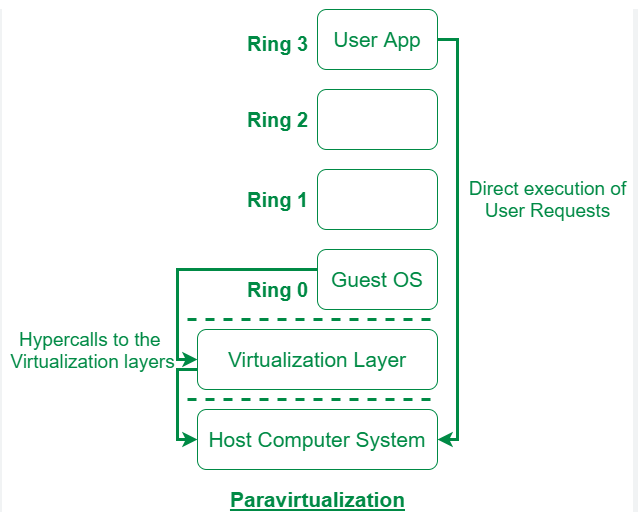 Ring 3
User App
Ring 2
Ring 1
Direct execution of
User Requests
Ring 0
Guest OS
Hypercalls to the
Virtualization layers
Virtualization Layer
Host Computer System
Paravirtualization